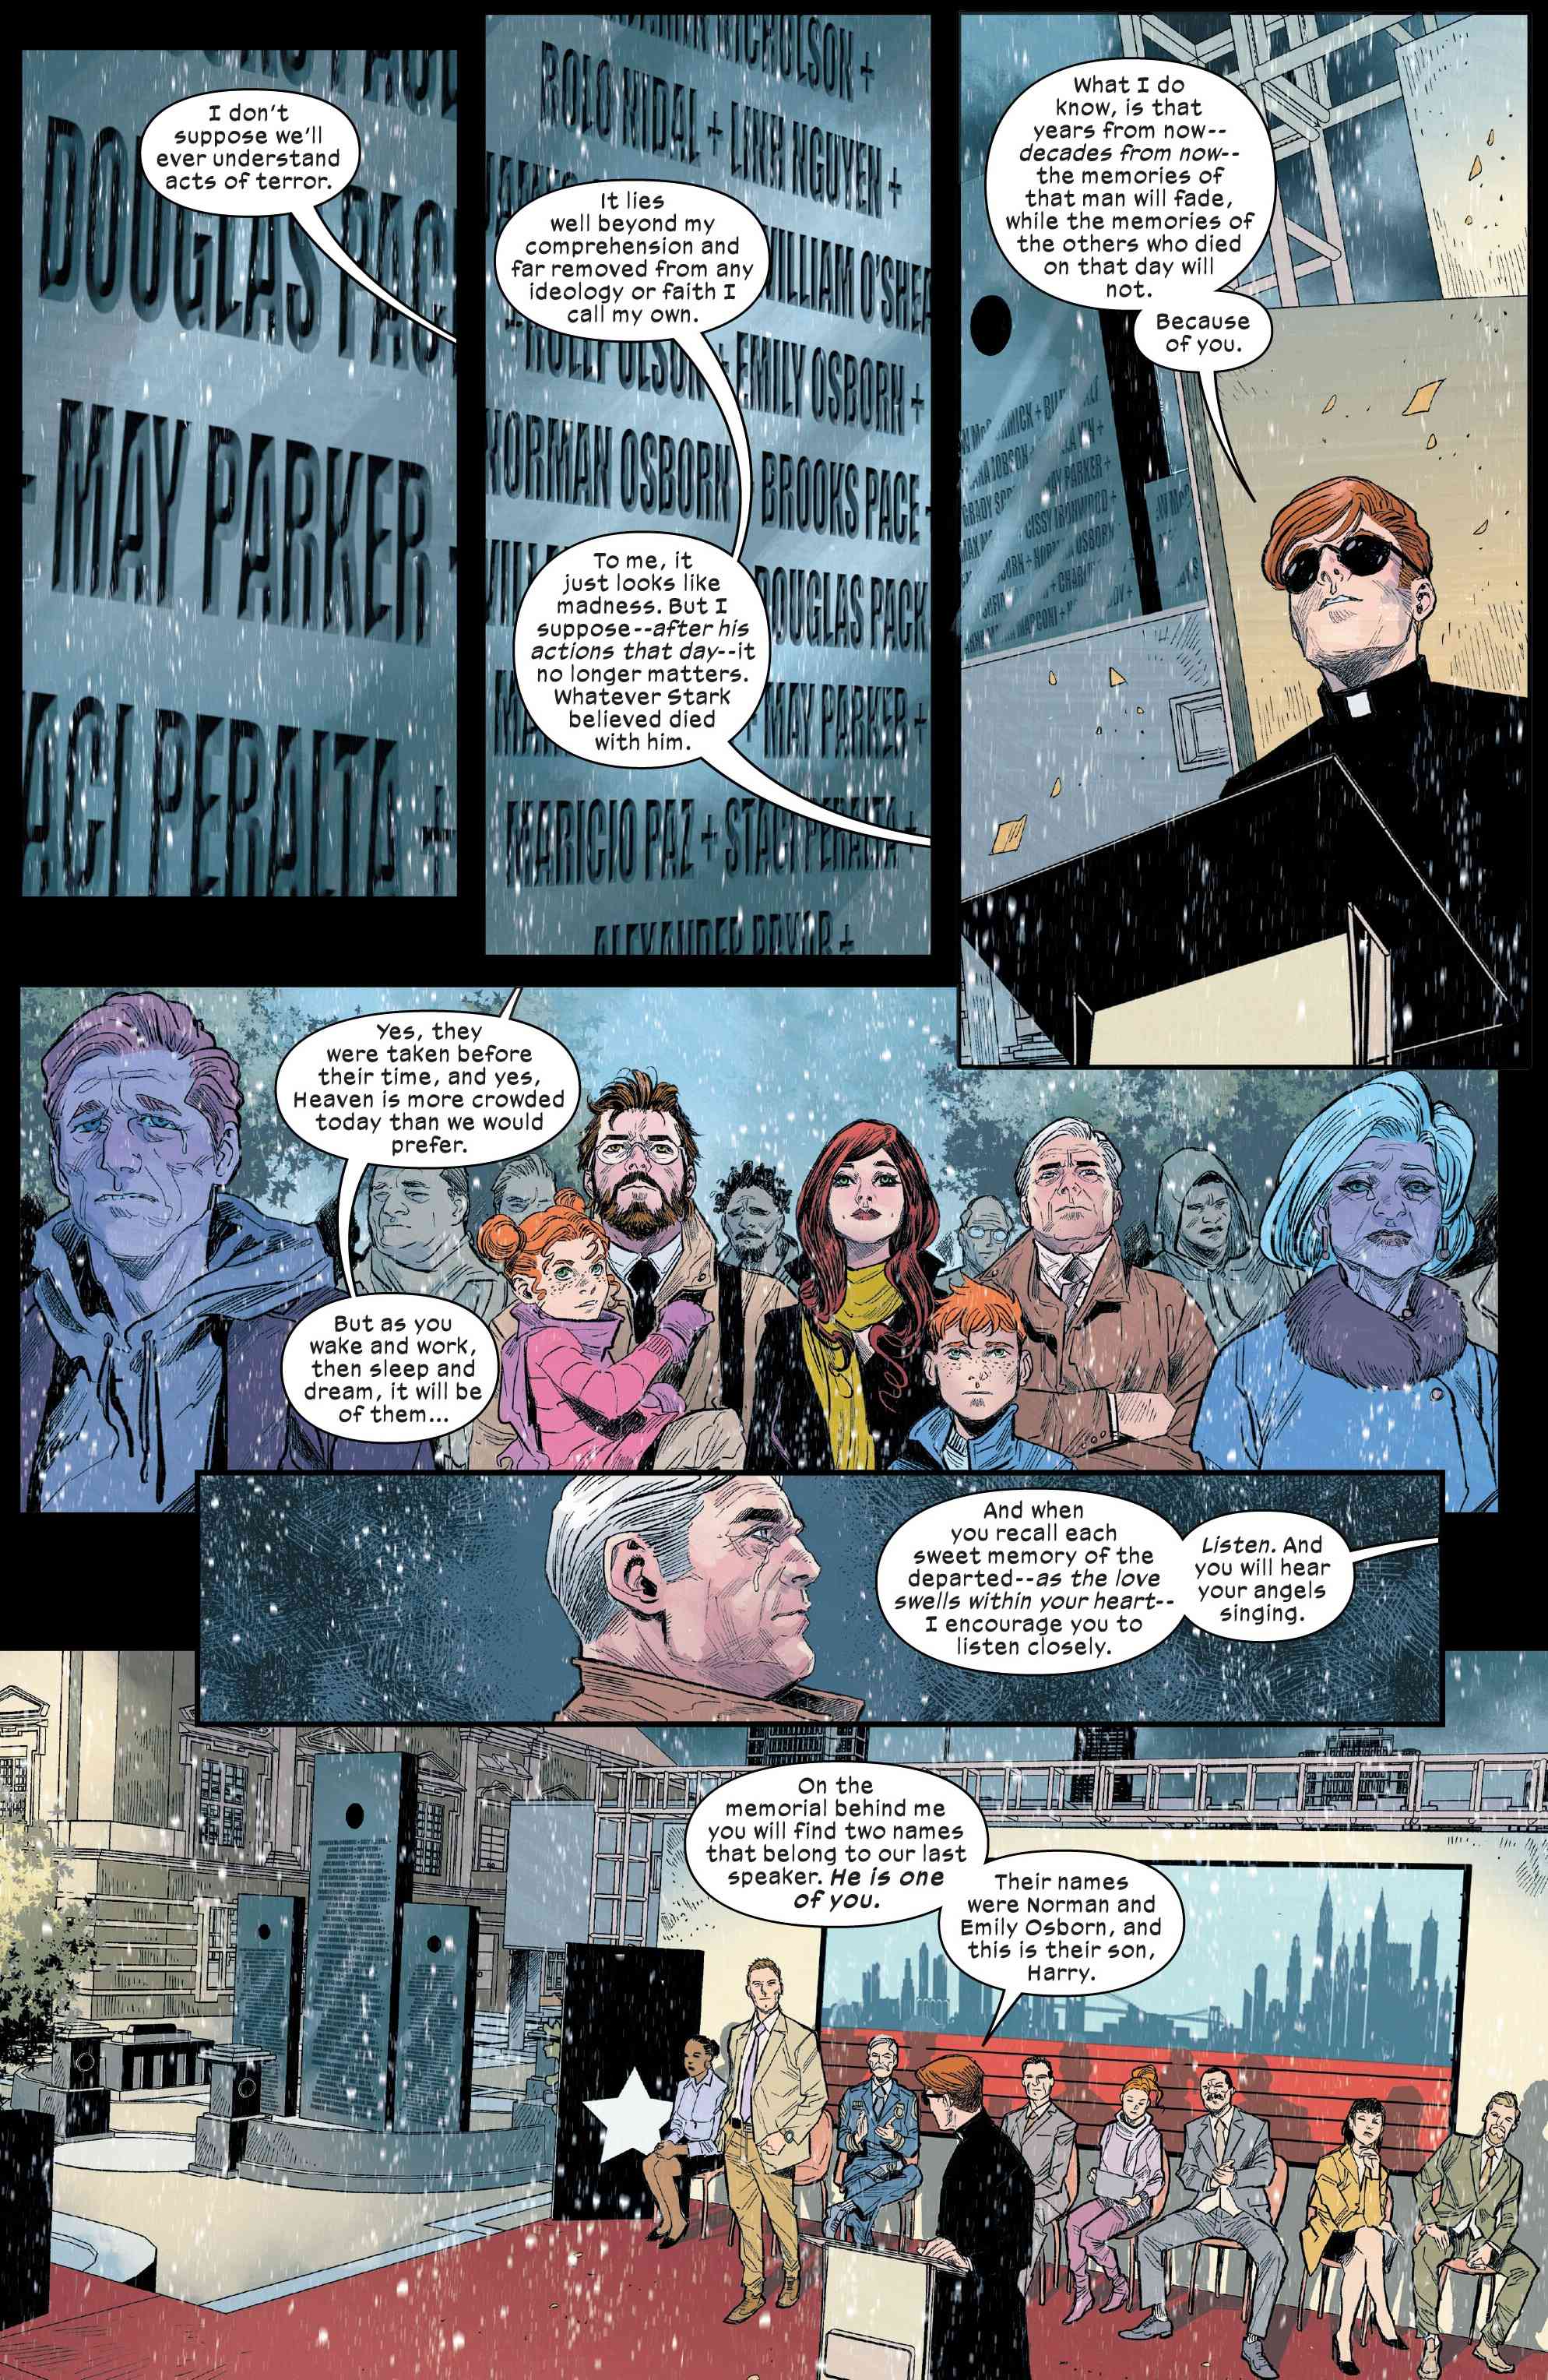 I don't
suppose we'll
ever understand
acts of terror.
DOUGLAS PAC
+ MAY PARKER +
ACI PERALTA +
NICHOLSON +
ROLO NIDAL + LINH NGUYEN +
WILLIAM O'SHEA
It lies
well beyond my
comprehension and
far removed from any
ideology or faith I
call my own.
OLSON + EMILY OSBORN +
NORMAN OSBORN + BROOKS PACE +
DOUGLAS PACK
To me, it
just looks like
madness. But I
suppose--after his
actions that day--it
no longer matters.
Whatever Stark
believed died
with him.
+ MAY PARKER +
MARICIO PAZ + STACI PERALTA +
ALEXANDER PRYOR +
What I do
know, is that
years from now--
decades from now--
the memories of
that man will fade,
while the memories of
the others who died
on that day will
not.
Because
of you.
JOBSON +
PARKER +
CISSY IRONWOOD +
OSBORN
Yes, they
were taken before
their time, and yes,
Heaven is more crowded
today than we would
prefer.
But as you
wake and work,
then sleep and
dream, it will be
of them...
And when
you recall each
sweet memory of the
departed--as the love
swells within your heart--
I encourage you to
listen closely.
Listen. And
you will hear
your angels
singing.
On the
memorial behind me
you will find two names
that belong to our last
speaker. He is one
of you.
Their names
were Norman and
Emily Osborn, and
this is their son,
Harry.